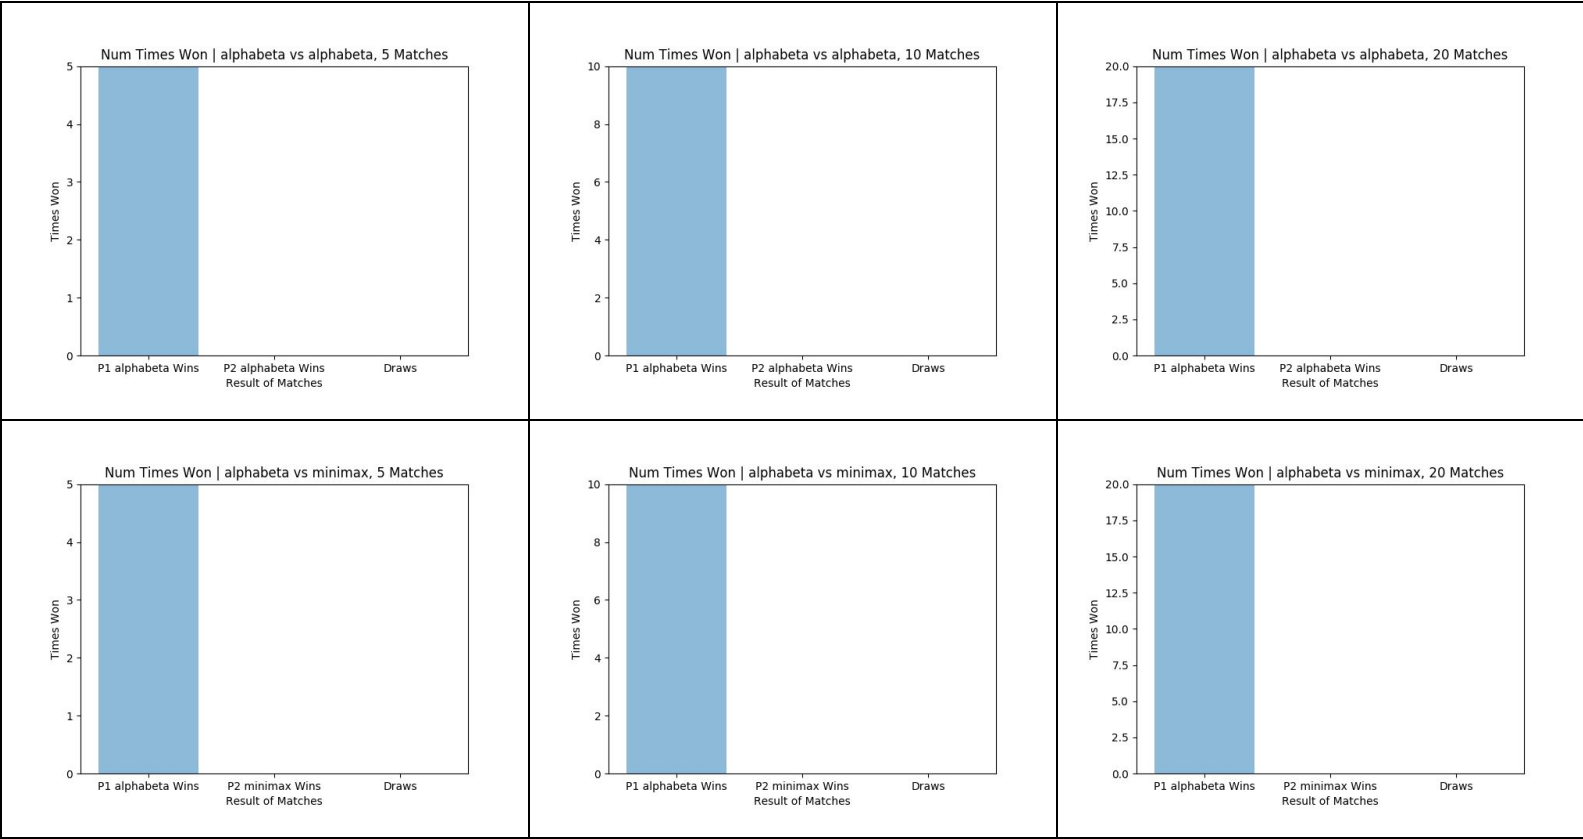 Num Times Won | alphabeta vs alphabeta, 5 Matches
5
4
3
2
1
0
Times Won
P1 alphabeta Wins P2 alphabeta Wins Draws
Result of Matches
Num Times Won | alphabeta vs alphabeta, 10 Matches
10
8
6
4
2
0
Times Won
P1 alphabeta Wins P2 alphabeta Wins Draws
Result of Matches
Num Times Won | alphabeta vs alphabeta, 20 Matches
20.0
17.5
15.0
12.5
10.0
7.5
5.0
2.5
0.0
Times Won
P1 alphabeta Wins P2 alphabeta Wins Draws
Result of Matches
Num Times Won | alphabeta vs minimax, 5 Matches
5
4
3
2
1
0
Times Won
P1 alphabeta Wins P2 minimax Wins Draws
Result of Matches
Num Times Won | alphabeta vs minimax, 10 Matches
10
8
6
4
2
0
Times Won
P1 alphabeta Wins P2 minimax Wins Draws
Result of Matches
Num Times Won | alphabeta vs minimax, 20 Matches
20.0
17.5
15.0
12.5
10.0
7.5
5.0
2.5
0.0
Times Won
P1 alphabeta Wins P2 minimax Wins Draws
Result of Matches